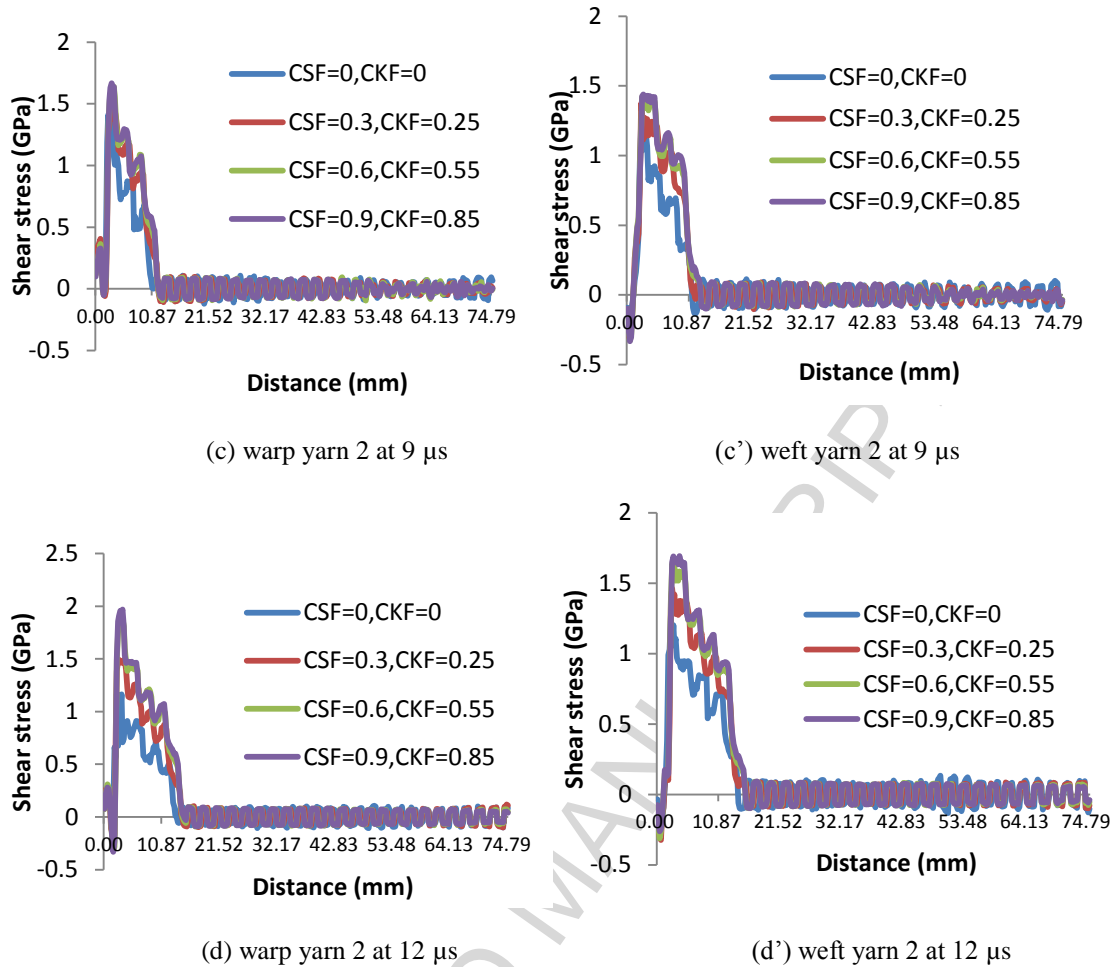 2
1.5
1
0.5
0
-0.5
Shear stress (GPa)
CSF=0,CKF=0
CSF=0.3,CKF=0.25
CSF=0.6,CKF=0.55
CSF=0.9,CKF=0.85
0.00 10.87 21.52 32.17 42.83 53.48 64.13 74.79
Distance (mm)
(c) warp yarn 2 at 9 µs
2
1.5
1
0.5
0
-0.5
Shear stress (GPa)
CSF=0,CKF=0
CSF=0.3,CKF=0.25
CSF=0.6,CKF=0.55
CSF=0.9,CKF=0.85
0.00 10.87 21.52 32.17 42.83 53.48 64.13 74.79
Distance (mm)
(c’) weft yarn 2 at 9 µs
2.5
2
1.5
1
0.5
0
-0.5
Shear stress (GPa)
CSF=0,CKF=0
CSF=0.3,CKF=0.25
CSF=0.6,CKF=0.55
CSF=0.9,CKF=0.85
0.00 10.87 21.52 32.17 42.83 53.48 64.13 74.79
Distance (mm)
(d) warp yarn 2 at 12 µs
2
1.5
1
0.5
0
-0.5
Shear stress (GPa)
CSF=0,CKF=0
CSF=0.3,CKF=0.25
CSF=0.6,CKF=0.55
CSF=0.9,CKF=0.85
0.00 10.87 21.52 32.17 42.83 53.48 64.13 74.79
Distance (mm)
(d’) weft yarn 2 at 12 µs